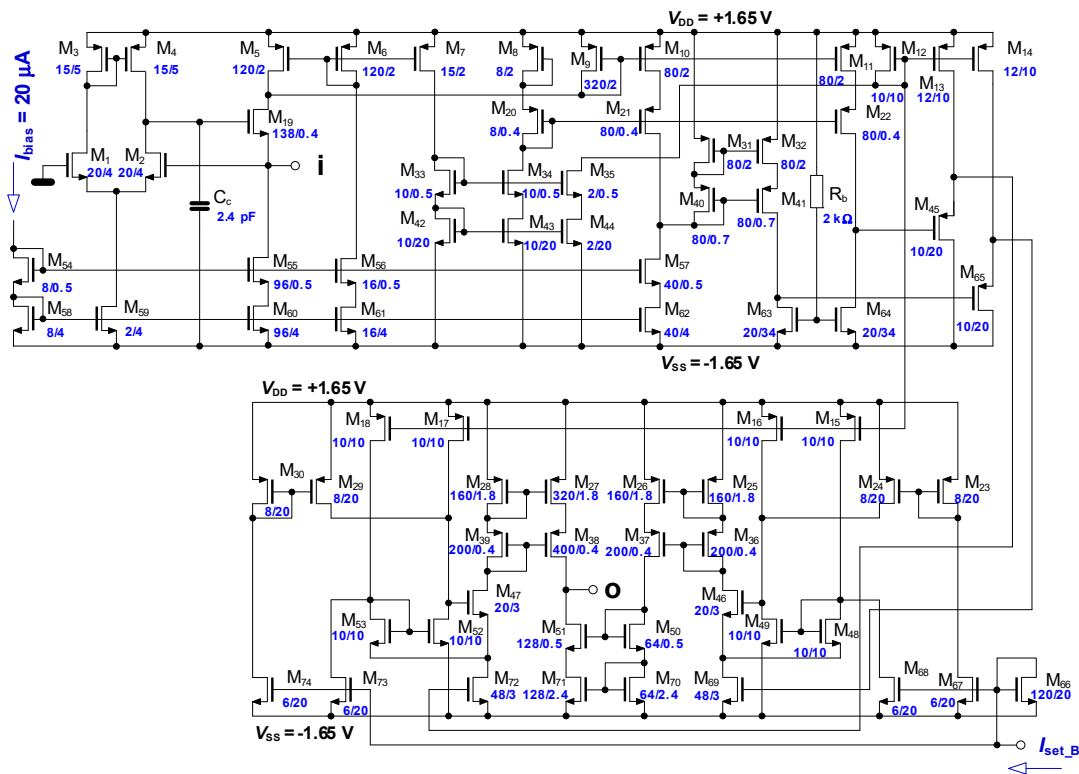 VDD = +1.65 V
M3
15/5
M4
15/5
M5
120/2
M6
120/2
M7
15/2
M8
8/2
M9
320/2
M10
80/2
M11
80/2
M12
10/10
M13
12/10
M14
12/10
Ibias = 20 µA
M19
138/0.4
M20
8/0.4
M21
80/0.4
M22
80/0.4
M1
20/4
M2
20/4
i
Cc
2.4 pF
M33
10/0.5
M34
10/0.5
M35
2/0.5
M31
80/2
M32
80/2
M40
80/0.7
M41
80/0.7
Rb
2 kΩ
M42
10/20
M43
10/20
M44
2/20
M45
10/20
M54
8/0.5
M55
96/0.5
M56
16/0.5
M57
40/0.5
M65
10/20
M58
8/4
M59
2/4
M60
96/4
M61
16/4
M62
40/4
M63
20/34
M64
20/34
VSS = -1.65 V
VDD = +1.65 V
M18
10/10
M17
10/10
M16
10/10
M15
10/10
M30
8/20
M29
8/20
M28
160/1.8
M27
320/1.8
M26
160/1.8
M25
160/1.8
M24
8/20
M23
8/20
M39
200/0.4
M38
400/0.4
M37
200/0.4
M36
200/0.4
M47
20/3
o
M46
20/3
M53
10/10
M52
10/10
M51
128/0.5
M50
64/0.5
M49
10/10
M48
10/10
M74
6/20
M73
6/20
M72
48/3
M71
128/2.4
M70
64/2.4
M69
48/3
M68
6/20
M67
6/20
M66
120/20
VSS = -1.65 V
Iset_B